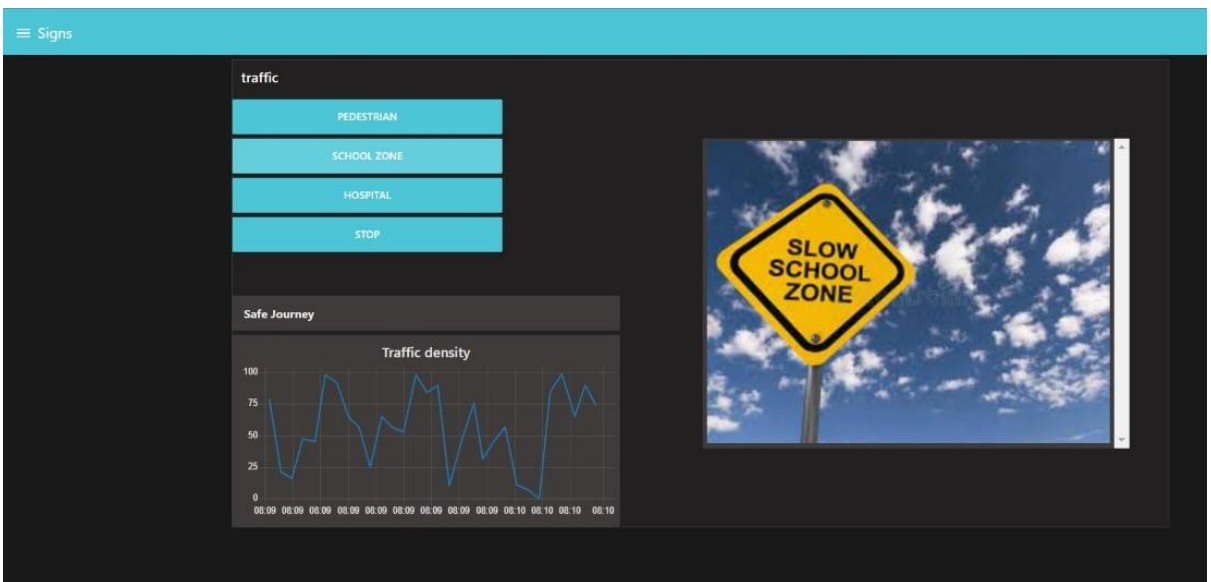 Signs
traffic
PEDESTRIAN
SCHOOL ZONE
HOSPITAL
STOP
SLOW
SCHOOL
ZONE
Safe Journey
Traffic density
100
75
50
25
0
08:09 08:09 08:09 08:09 08:09 08:09 08:09 08:09 08:09 08:10 08:10 08:10 08:10